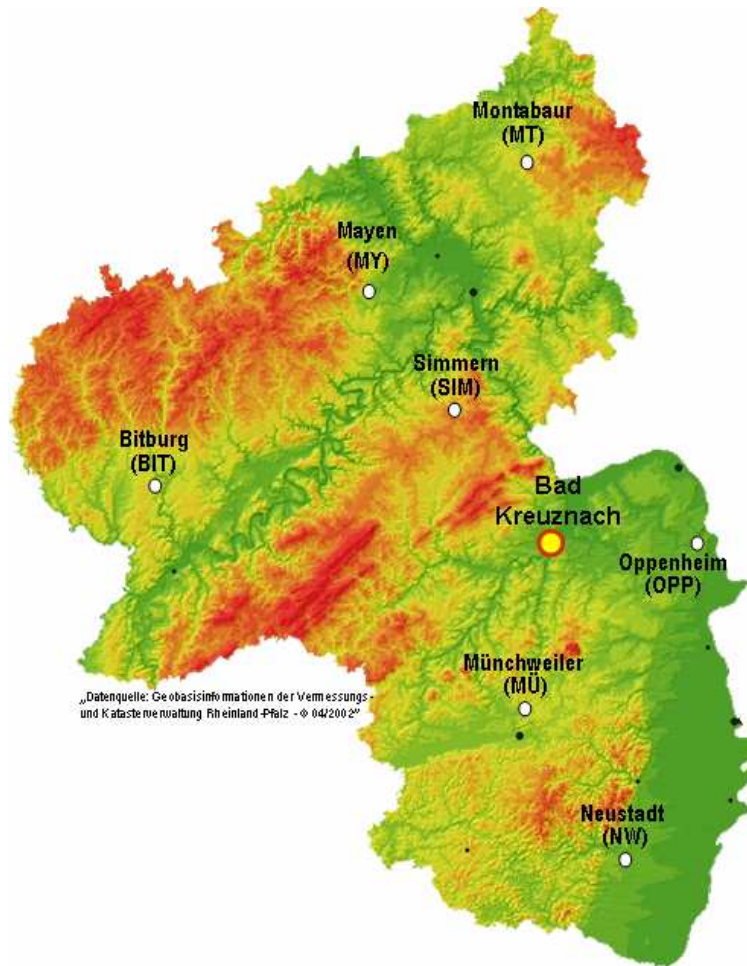 Montabaur
(MT)
Mayen
(MY)
Simmern
(SIM)
Bitburg
(BIT)
Bad
Kreuznach
Oppenheim
(OPP)
Münchweiler
(MÜ)
„Datenquelle: Geobasisinformationen der Vermessungs-
und Katasterverwaltung Rheinland-Pfalz - © 04/2002"
Neustadt
(NW)